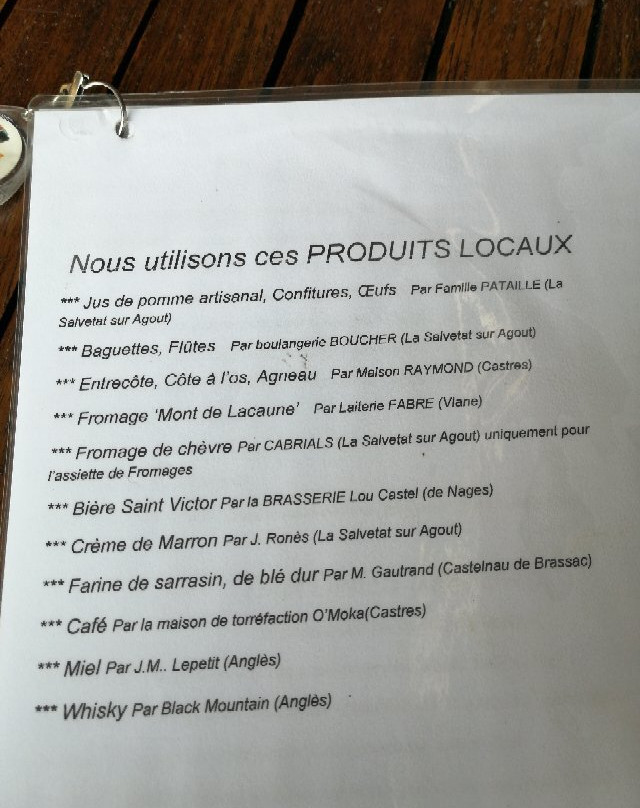 Nous utilisons ces PRODUITS LOCAUX
*** Jus de pomme artisanal, Confitures, Œufs Par Famille PATAILLE (La
Salvetat sur Agout)
*** Baguettes, Flûtes Par boulangerie BOUCHER (La Salvetat sur Agout)
*** Entrecôte, Côte à l'os, Agneau Par Maison RAYMOND (Castres)
*** Fromage 'Mont de Lacaune' Par Laiterie FABRE (Viane)
*** Fromage de chèvre Par CABRIALS (La Salvetat sur Agout) uniquement pour
l'assiette de Fromages
*** Bière Saint Victor Par la BRASSERIE Lou Castel (de Nages)
*** Crème de Marron Par J. Ronès (La Salvetat sur Agout)
*** Farine de sarrasin, de blé dur Par M. Gautrand (Castelnau de Brassac)
*** Café Par la maison de torréfaction O'Moka(Castres)
*** Miel Par J.M.. Lepetit (Anglès)
*** Whisky Par Black Mountain (Anglès)